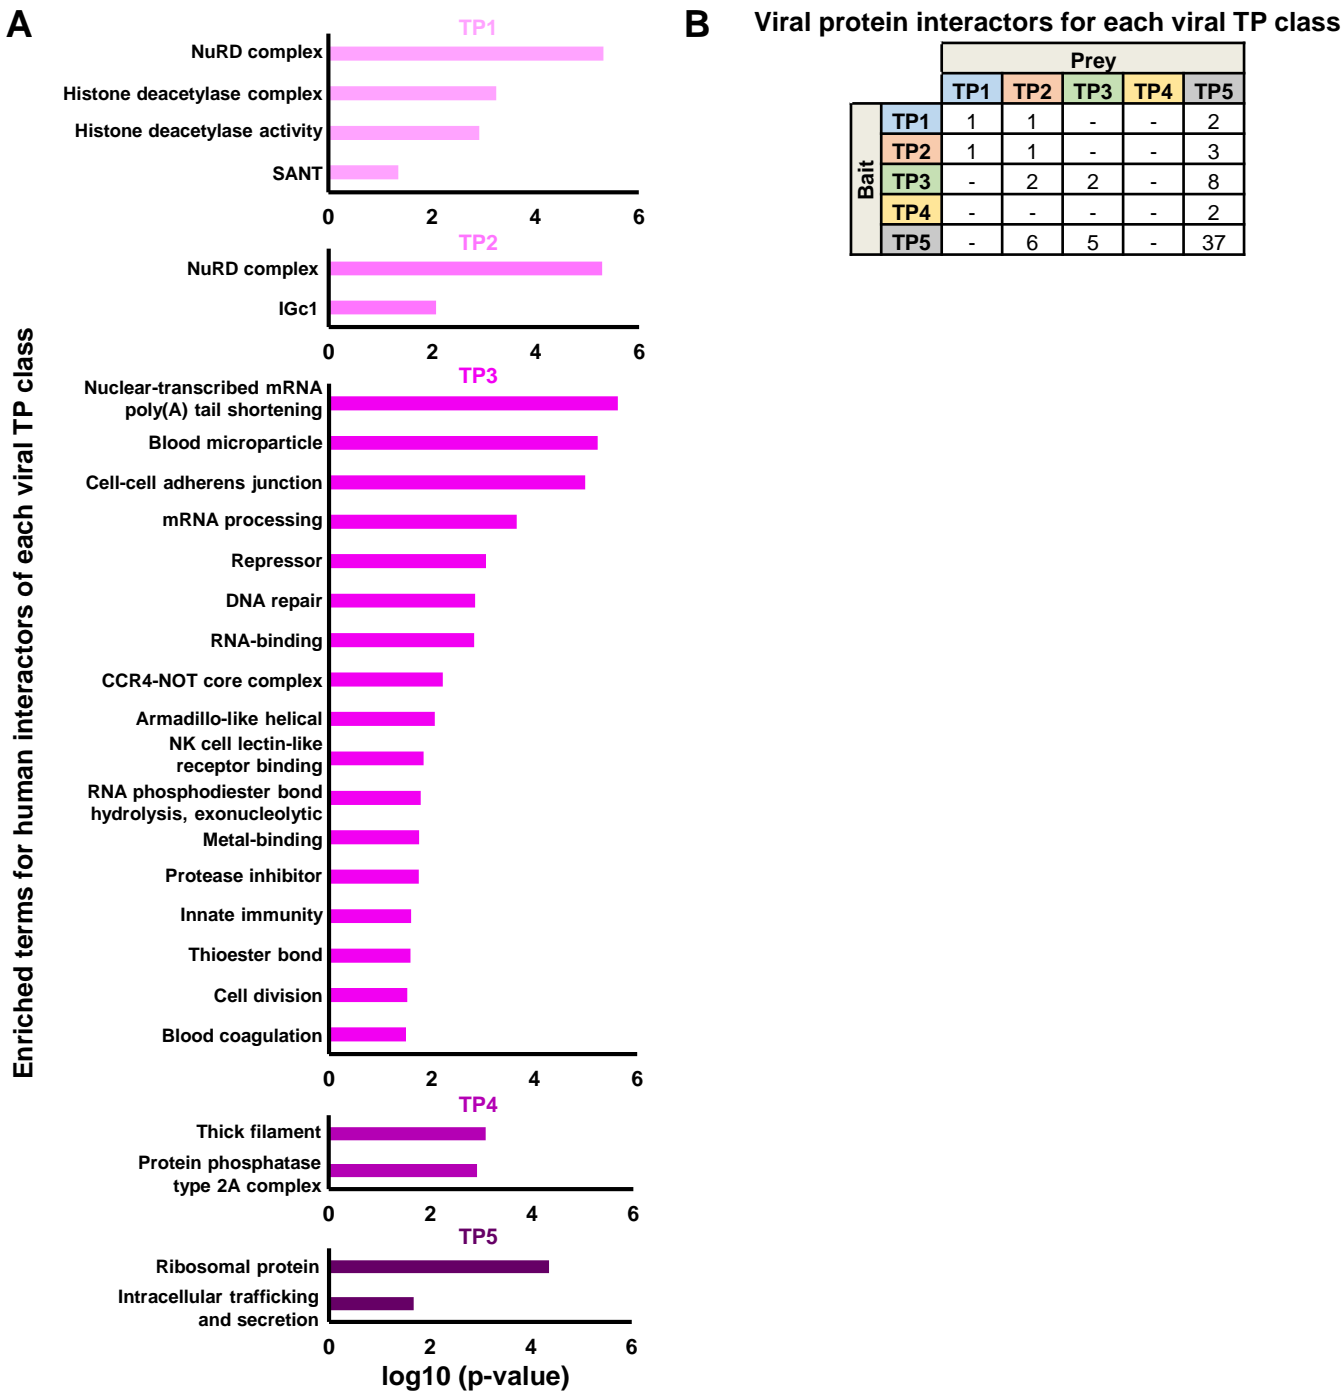 A
Enriched terms for human interactors of each viral TP class
TP1
NuRD complex
Histone deacetylase complex
Histone deacetylase activity
SANT
0 2 4 6
TP2
NuRD complex
IGc1
0 2 4 6
TP3
Nuclear-transcribed mRNA
poly(A) tail shortening
Blood microparticle
Cell-cell adherens junction
mRNA processing
Repressor
DNA repair
RNA-binding
CCR4-NOT core complex
Armadillo-like helical
NK cell lectin-like
receptor binding
RNA phosphodiester bond
hydrolysis, exonucleolytic
Metal-binding
Protease inhibitor
Innate immunity
Thioester bond
Cell division
Blood coagulation
0 2 4 6
TP4
Thick filament
Protein phosphatase
type 2A complex
0 2 4 6
TP5
Ribosomal protein
Intracellular trafficking
and secretion
0 2 4 6
log10 (p-value)
B
Viral protein interactors for each viral TP class
Prey
TP1 TP2 TP3 TP4 TP5
Bait
TP1 1 1 - - 2
TP2 1 1 - - 3
TP3 - 2 2 - 8
TP4 - - - - 2
TP5 - 6 5 - 37